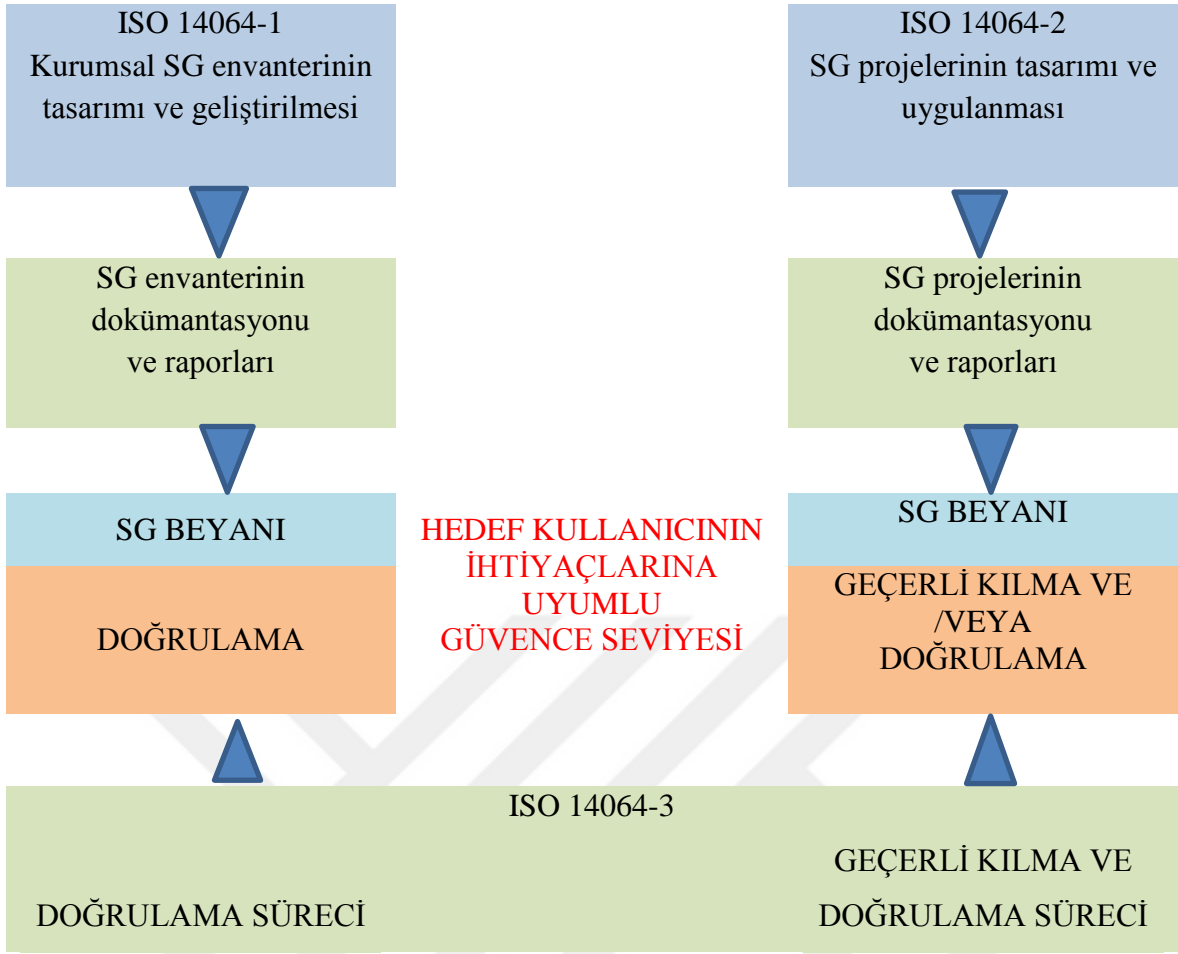 ISO 14064-1
Kurumsal SG envanterinin
tasarımı ve geliştirilmesi
ISO 14064-2
SG projelerinin tasarımı ve
uygulanması
SG envanterinin
dokümantasyonu
ve raporları
SG projelerinin
dokümantasyonu
ve raporları
SG BEYANI
DOĞRULAMA
HEDEF KULLANICININ
İHTİYAÇLARINA
UYUMLU
GÜVENCE SEVİYESİ
SG BEYANI
GEÇERLİ KILMA VE
/VEYA
DOĞRULAMA
ISO 14064-3
DOĞRULAMA SÜRECİ
GEÇERLİ KILMA VE
DOĞRULAMA SÜRECİ